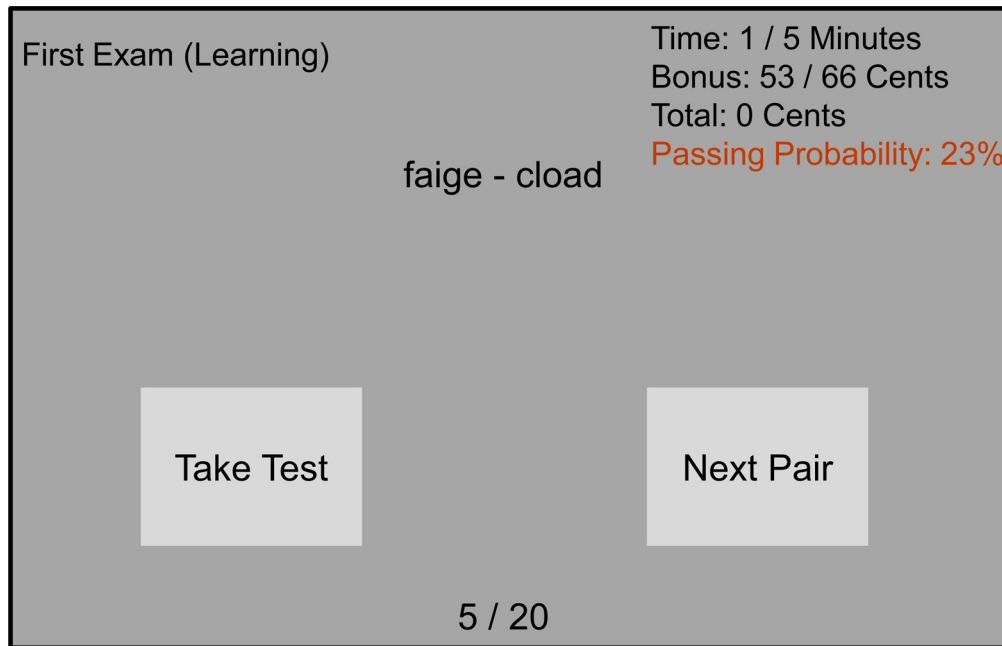 First Exam (Learning)
Time: 1 / 5 Minutes
Bonus: 53 / 66 Cents
Total: 0 Cents
Passing Probability: 23%
faige - cload
Take Test
Next Pair
5 / 20